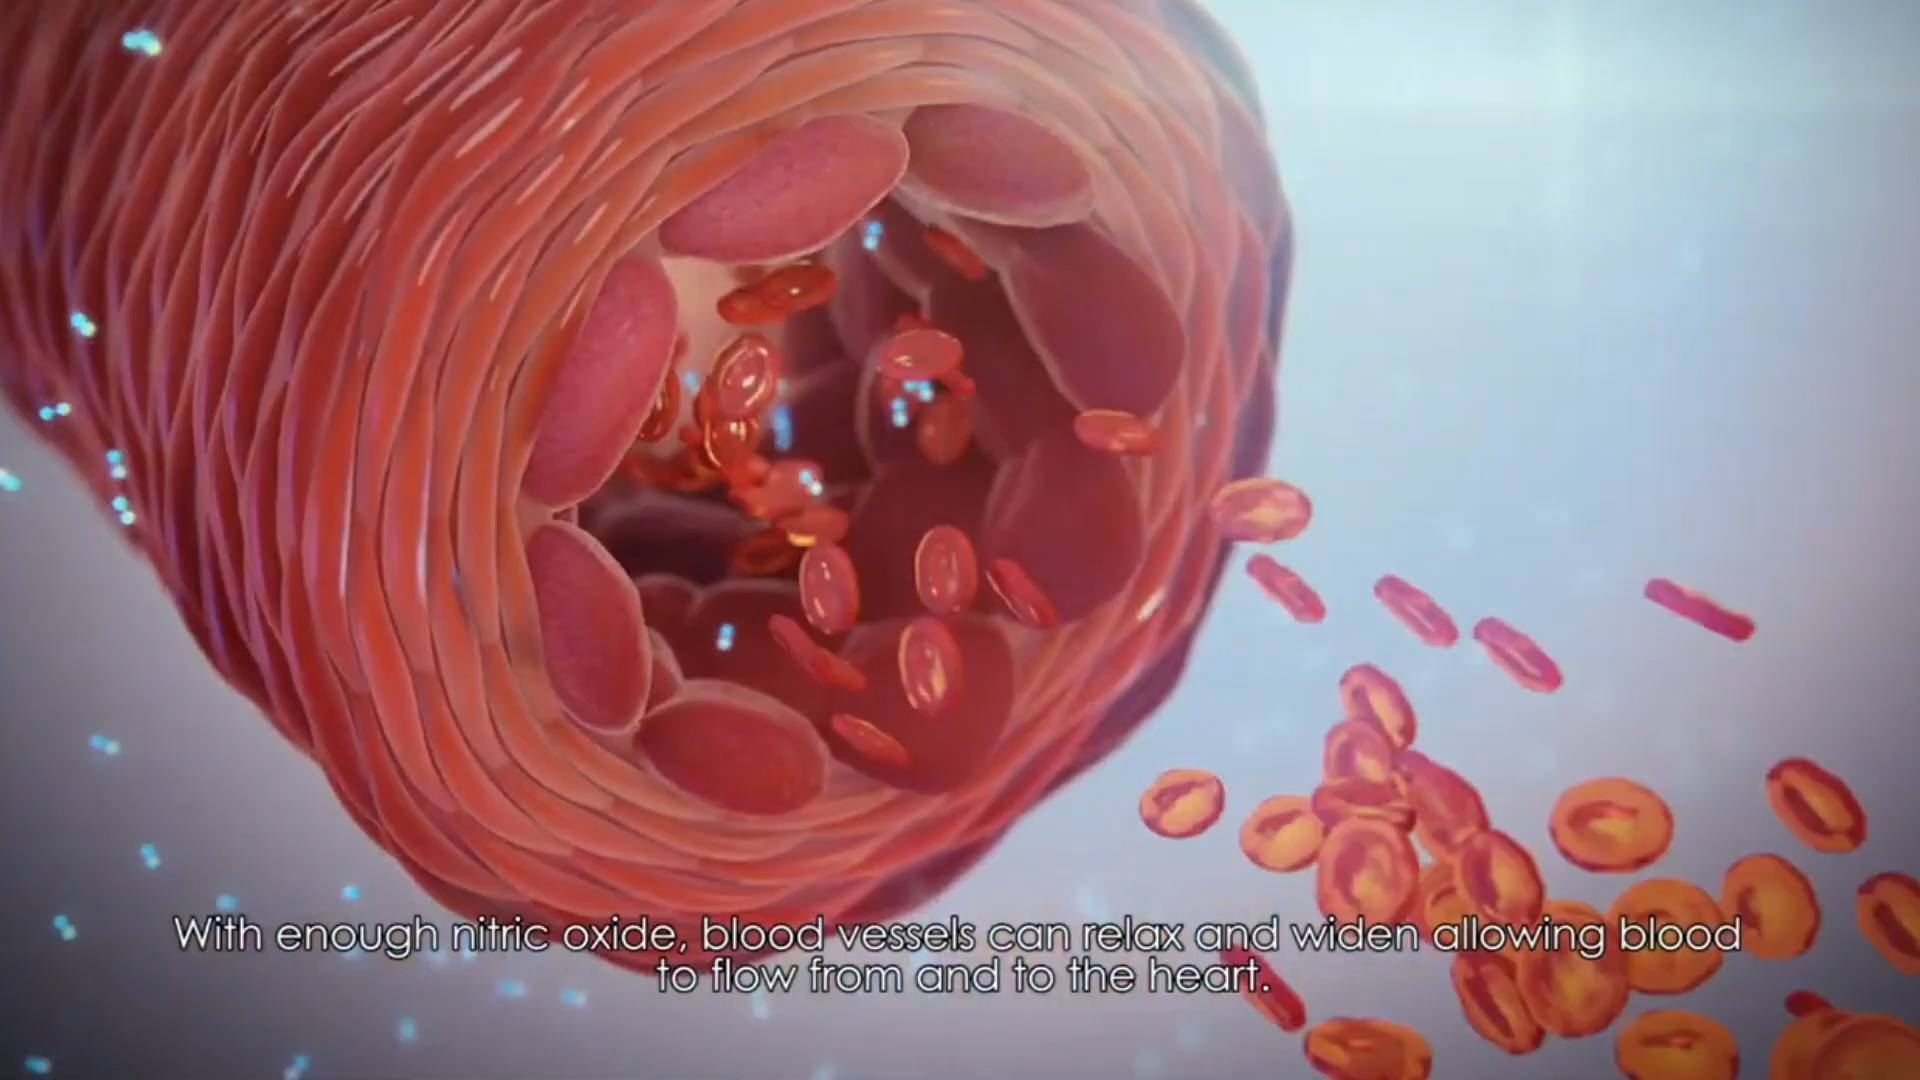 With enough nitric oxide, blood vessels can relax and widen allowing blood
to flow from and to the heart.